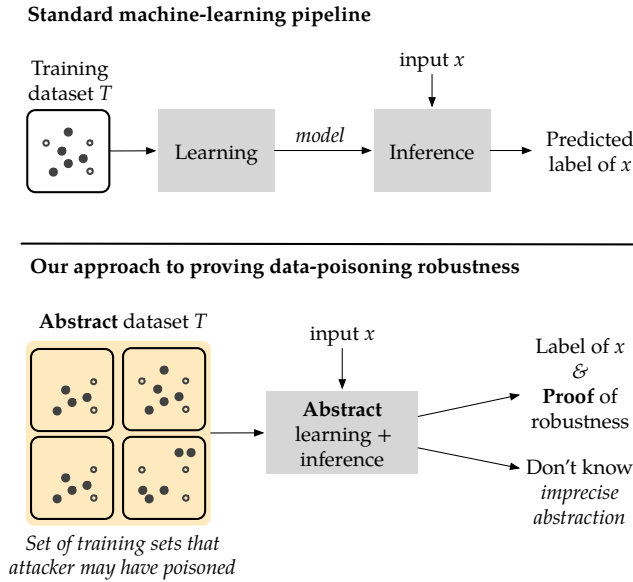 Standard machine-learning pipeline
Training
dataset T
input x
Learning
model
Inference
Predicted
label of x
Our approach to proving data-poisoning robustness
Abstract dataset T
input x
Abstract
learning +
inference
Label of x
&
Proof of
robustness
Don't know
imprecise
abstraction
Set of training sets that
attacker may have poisoned